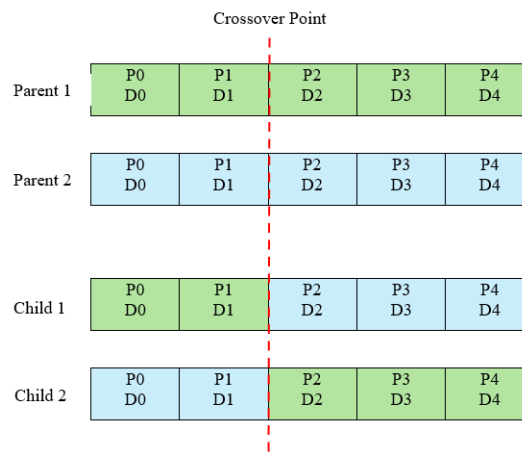 Crossover Point
Parent 1
P0 P1 P2 P3 P4
D0 D1 D2 D3 D4
Parent 2
P0 P1 P2 P3 P4
D0 D1 D2 D3 D4
Child 1
P0 P1 P2 P3 P4
D0 D1 D2 D3 D4
Child 2
P0 P1 P2 P3 P4
D0 D1 D2 D3 D4